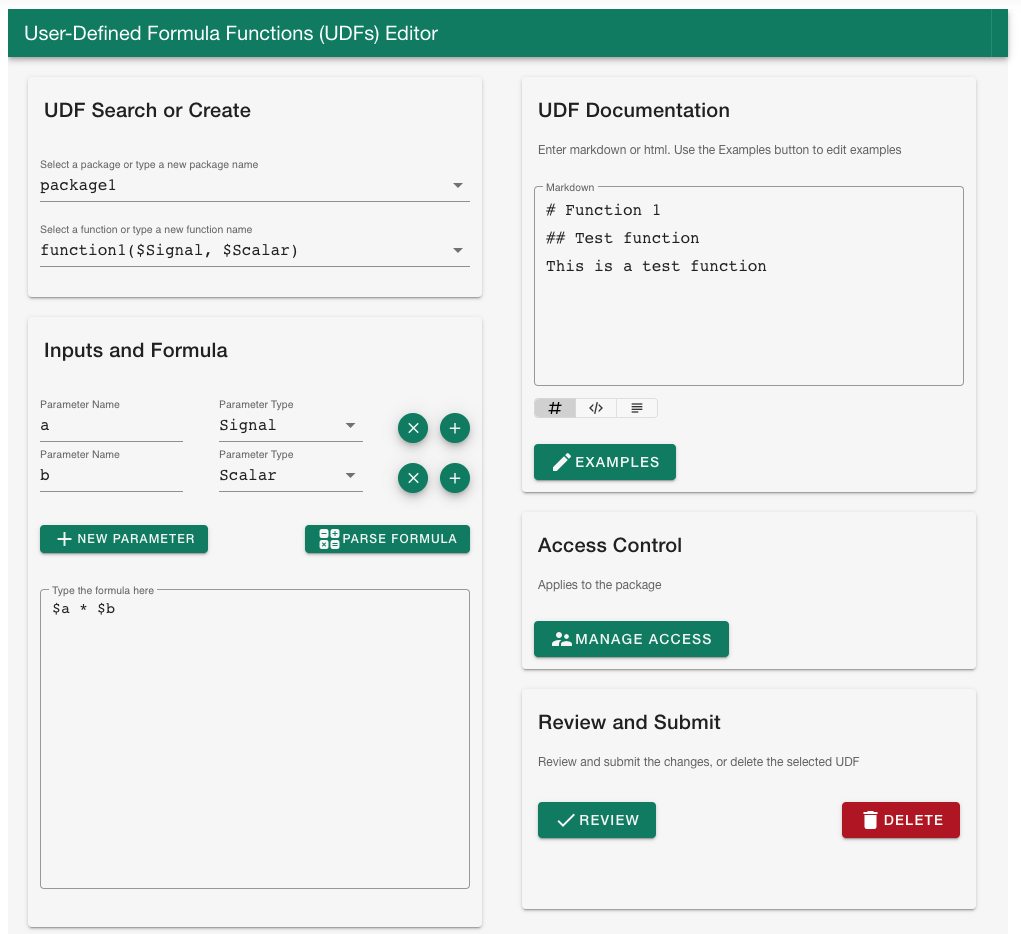 User-Defined Formula Functions (UDFs) Editor
UDF Search or Create
Select a package or type a new package name
package1
Select a function or type a new function name
function1($Signal, $Scalar)
Inputs and Formula
Parameter Name Parameter Type
a Signal
Parameter Name Parameter Type
b Scalar
NEW PARAMETER PARSE FORMULA
Type the formula here
$a * $b
UDF Documentation
Enter markdown or html. Use the Examples button to edit examples
Markdown
# Function 1
## Test function
This is a test function
# </>
EXAMPLES
Access Control
Applies to the package
MANAGE ACCESS
Review and Submit
Review and submit the changes, or delete the selected UDF
REVIEW DELETE